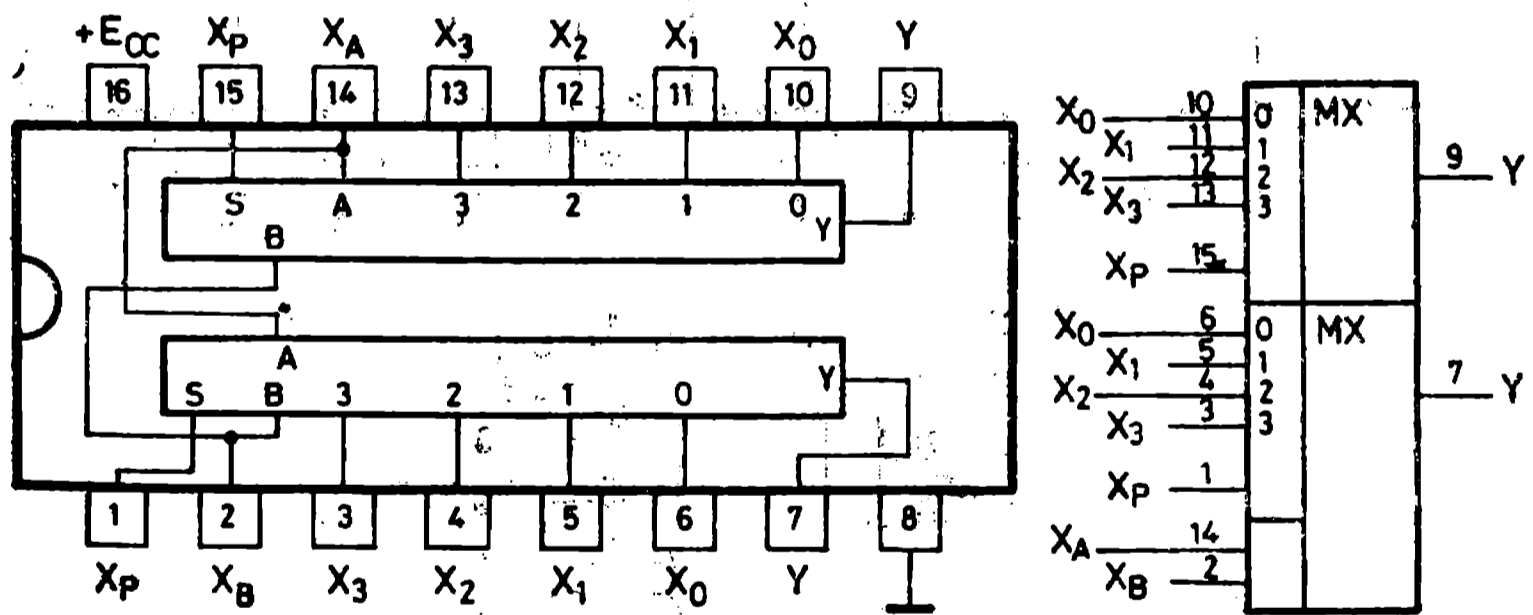 +E_CC X_P X_A X_3 X_2 X_1 X_0 Y
16 15 14 13 12 11 10 9
S A 3 2 1 0 Y
B
A
S B 3 2 1 0 Y
1 2 3 4 5 6 7 8
X_P X_B X_3 X_2 X_1 X_0 Y
X_0 10 0 MX
X_1 11 1
X_2 12 2 9 Y
X_3 13 3
X_P 15
X_0 6 0 MX
X_1 5 1
X_2 4 2 7 Y
X_3 3 3
X_P 1
X_A 14
X_B 2